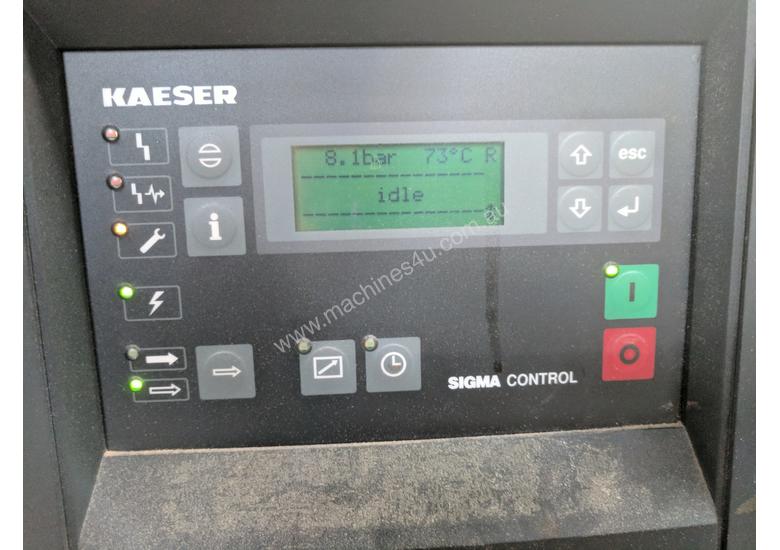 KAESER
8.1bar 73°C R
idle
esc
i
I
O
SIGMA CONTROL
www.machines4u.com.au